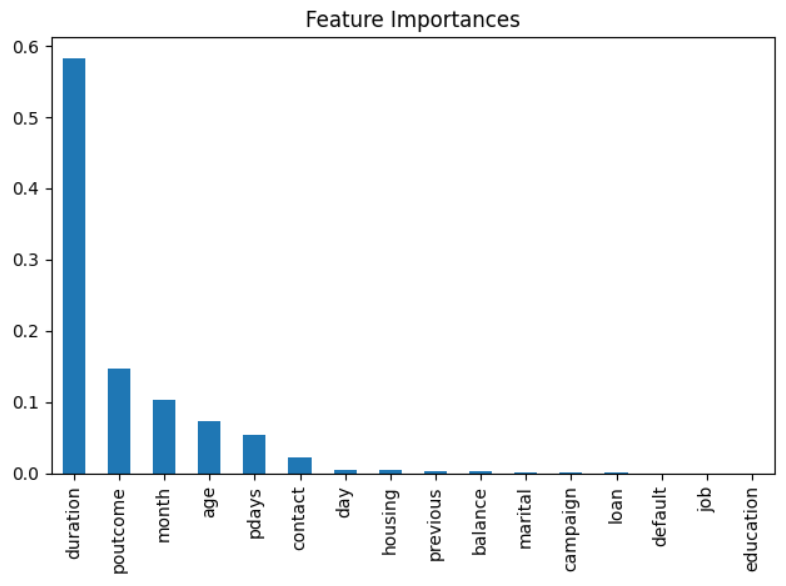 Feature Importances
0.6
0.5
0.4
0.3
0.2
0.1
0.0
duration
poutcome
month
age
pdays
contact
day
housing
previous
balance
marital
campaign
loan
default
job
education